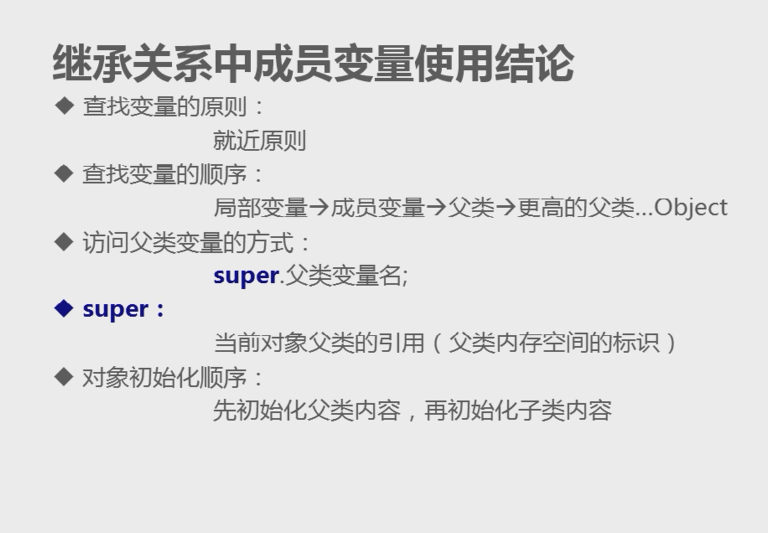 继承关系中成员变量使用结论
◆ 查找变量的原则：
就近原则
◆ 查找变量的顺序：
局部变量→成员变量→父类→更高的父类...Object
◆ 访问父类变量的方式：
super.父类变量名;
◆ super：
当前对象父类的引用（父类内存空间的标识）
◆ 对象初始化顺序：
先初始化父类内容，再初始化子类内容